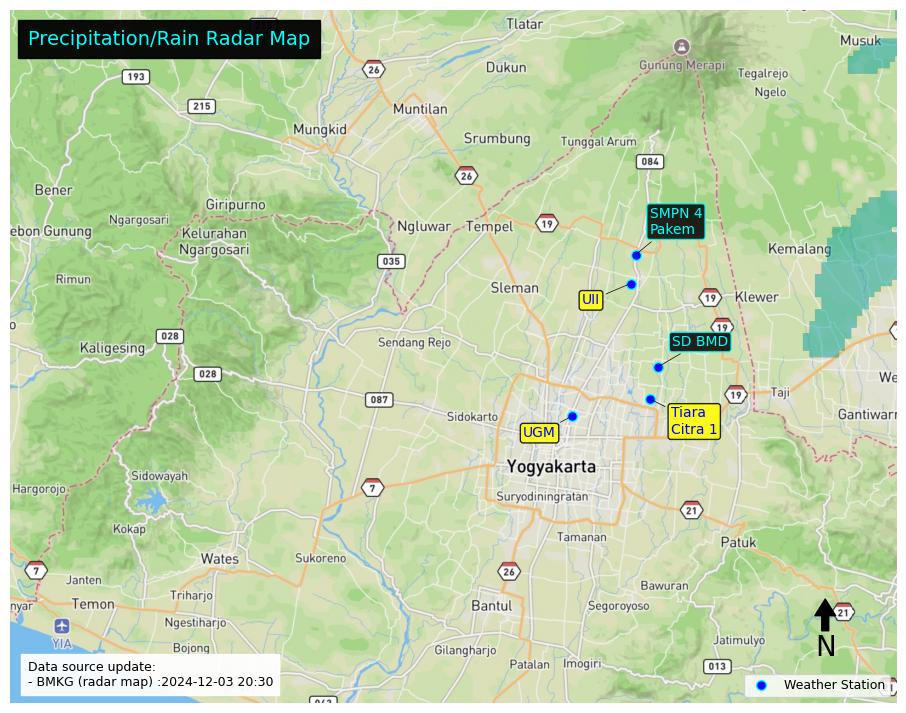 Precipitation/Rain Radar Map
Tlatar
Musuk
Gunung Merapi
26
Dukun
193
Tegalrejo
Ngelo
215
Muntilan
Mungkid
Srumbung
Tunggal Arum
084
26
Bener
Giripurno
SMPN 4
Pakem
Ngargosari
ebon Gunung
Kelurahan
Ngargosari
Ngluwar
Tempel
19
Kemalang
035
Rimun
Sleman
UII
19
Klewer
19
028
Kaligesing
Sendang Rejo
SD BMD
028
087
19
Taji
We
Sidokarto
Tiara
Citra 1
Gantiwarn
UGM
Yogyakarta
Sidowayah
Hargorojo
7
Suryodiningratan
21
Kokap
Tamanan
Patuk
Wates
Sukoreno
7
26
Janten
Bawuran
Triharjo
nyar
Temon
Bantul
Segoroyoso
21
Ngestiharjo
YIA
Jatimulyo
N
Bojong
Gilangharjo
Data source update:
- BMKG (radar map) :2024-12-03 20:30
Patalan
Imogiri
013
Weather Station